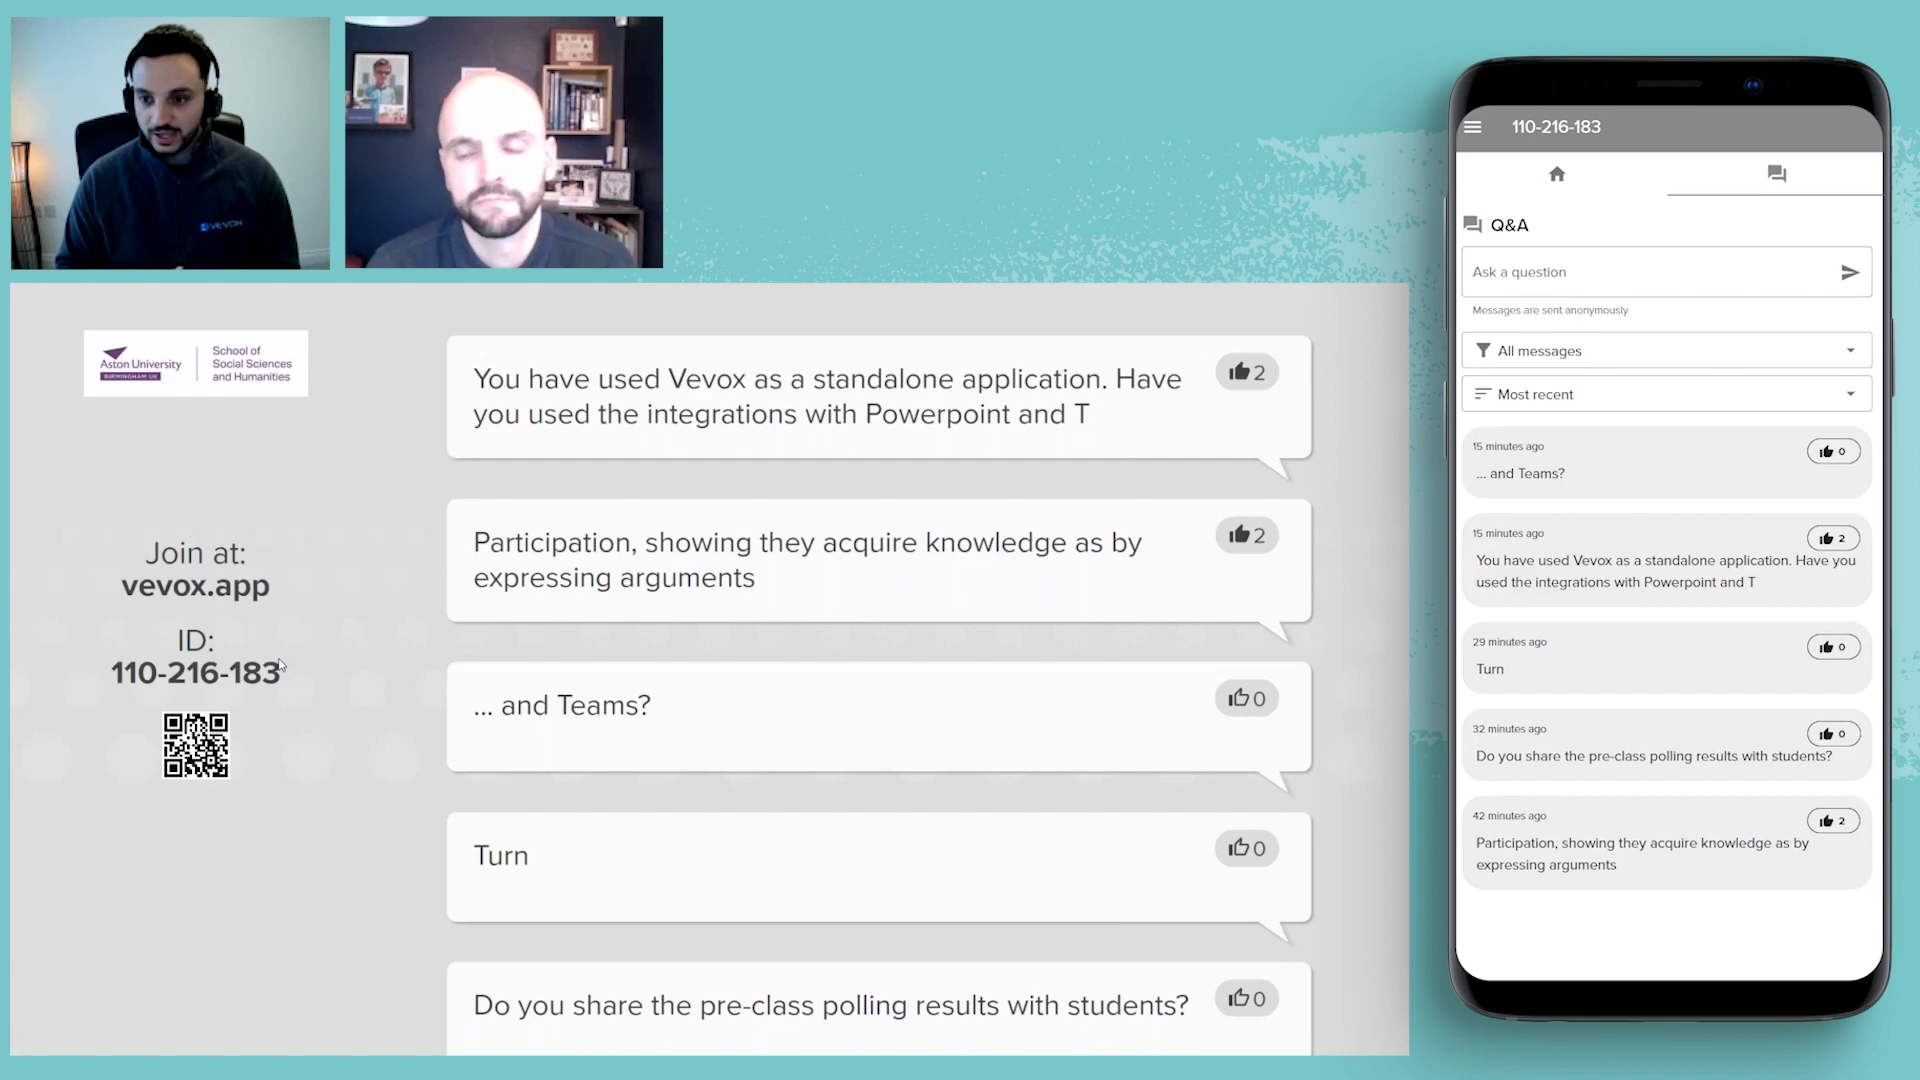 VEVOX
Aston University
BIRMINGHAM UK
School of
Social Sciences
and Humanities
Join at:
vevox.app
ID:
110-216-183
You have used Vevox as a standalone application. Have
you used the integrations with Powerpoint and T
2
Participation, showing they acquire knowledge as by
expressing arguments
2
... and Teams?
0
Turn
0
Do you share the pre-class polling results with students?
0
110-216-183
Q&A
Ask a question
Messages are sent anonymously
All messages
Most recent
15 minutes ago
0
... and Teams?
15 minutes ago
2
You have used Vevox as a standalone application. Have you
used the integrations with Powerpoint and T
29 minutes ago
0
Turn
32 minutes ago
0
Do you share the pre-class polling results with students?
42 minutes ago
2
Participation, showing they acquire knowledge as by
expressing arguments